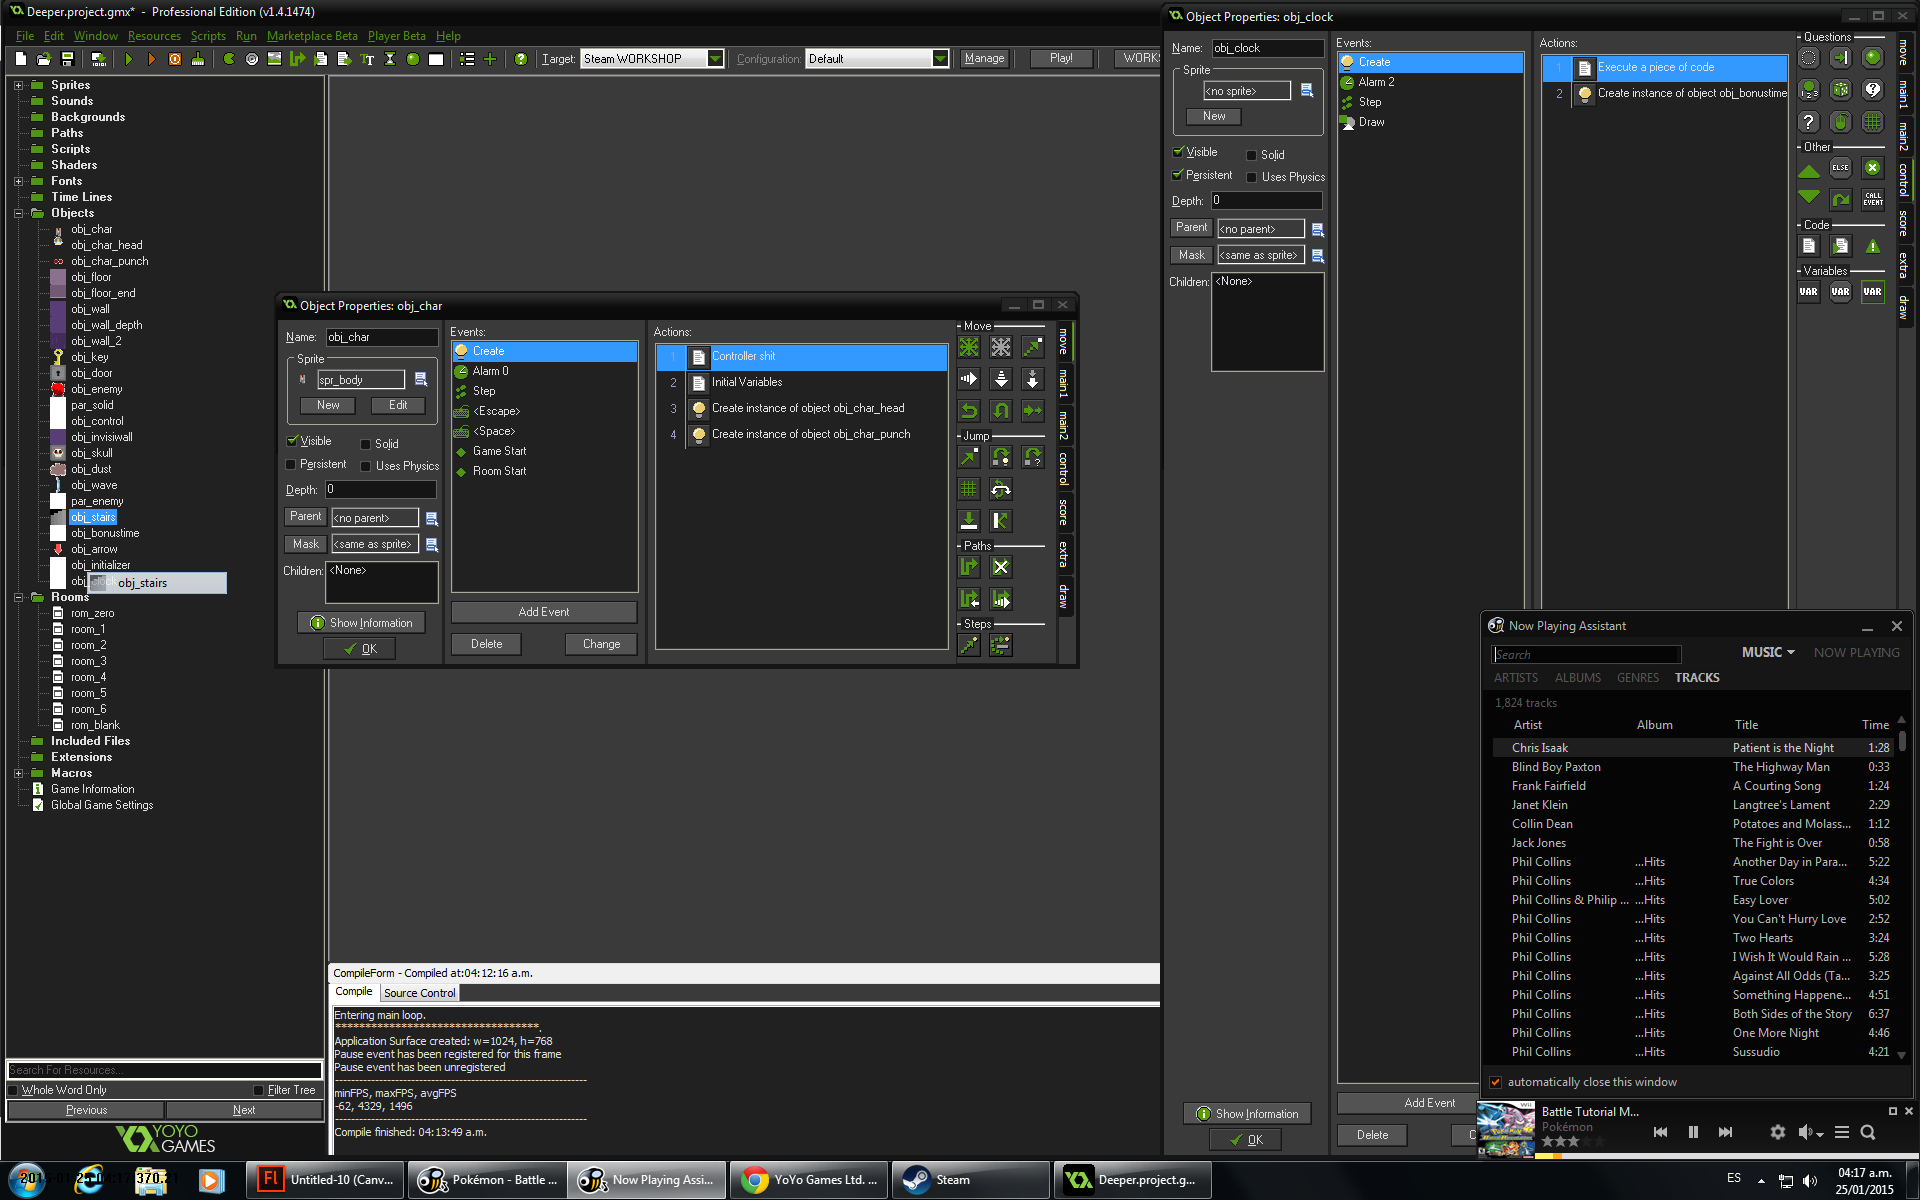 Deeper.project.gmx* - Professional Edition (v1.4.1474)
File Edit Window Resources Scripts Run Marketplace Beta Player Beta Help
Target: Steam WORKSHOP Configuration: Default Manage Play! WORK
Sprites
Sounds
Backgrounds
Paths
Scripts
Shaders
Fonts
Time Lines
Objects
obj_char
obj_char_head
obj_char_punch
obj_floor
obj_floor_end
obj_wall
obj_wall_depth
obj_wall_2
obj_key
obj_door
obj_enemy
par_solid
obj_control
obj_invisiwall
obj_skull
obj_dust
obj_wave
par_enemy
obj_stairs
obj_bonustime
obj_arrow
obj_initializer
obj_stairs
Rooms
rom_zero
room_1
room_2
room_3
room_4
room_5
room_6
rom_blank
Included Files
Extensions
Macros
Game Information
Global Game Settings
Search For Resources...
Whole Word Only Filter Tree
Previous Next
YOYO GAMES
Object Properties: obj_char
Name: obj_char
Sprite
spr_body
New Edit
Visible Solid
Persistent Uses Physics
Depth: 0
Parent <no parent>
Mask <same as sprite>
Children: <None>
Show Information
OK
Events:
Create
Alarm 0
Step
<Escape>
<Space>
Game Start
Room Start
Add Event
Delete Change
Actions:
1 Controller shit
2 Initial Variables
3 Create instance of object obj_char_head
4 Create instance of object obj_char_punch
Move
Jump
Paths
Steps
move
main1
main2
control
score
extra
draw
CompileForm - Compiled at:04:12:16 a.m.
Compile Source Control
Entering main loop.
**********************************.
Application Surface created: w=1024, h=768
Pause event has been registered for this frame
Pause event has been unregistered
minFPS, maxFPS, avgFPS
-62, 4329, 1496
Compile finished: 04:13:49 a.m.
Object Properties: obj_clock
Name: obj_clock
Sprite
<no sprite>
New
Visible Solid
Persistent Uses Physics
Depth: 0
Parent <no parent>
Mask <same as sprite>
Children: <None>
Show Information
OK
Events:
Create
Alarm 2
Step
Draw
Add Event
Delete C
Actions:
1 Execute a piece of code
2 Create instance of object obj_bonustime
Questions
Other
ELSE
CALL EVENT
Code
Variables
VAR VAR VAR
move
main1
main2
control
score
extra
draw
Now Playing Assistant
Search MUSIC NOW PLAYING
ARTISTS ALBUMS GENRES TRACKS
1,824 tracks
Artist Album Title Time
Chris Isaak Patient is the Night 1:28
Blind Boy Paxton The Highway Man 0:33
Frank Fairfield A Courting Song 1:24
Janet Klein Langtree's Lament 2:29
Collin Dean Potatoes and Molass... 1:12
Jack Jones The Fight is Over 0:58
Phil Collins ...Hits Another Day in Para... 5:22
Phil Collins ...Hits True Colors 4:34
Phil Collins & Philip ... ...Hits Easy Lover 5:02
Phil Collins ...Hits You Can't Hurry Love 2:52
Phil Collins ...Hits Two Hearts 3:24
Phil Collins ...Hits I Wish It Would Rain ... 5:28
Phil Collins ...Hits Against All Odds (Ta... 3:25
Phil Collins ...Hits Something Happene... 4:51
Phil Collins ...Hits Both Sides of the Story 6:37
Phil Collins ...Hits One More Night 4:46
Phil Collins ...Hits Sussudio 4:21
automatically close this window
Battle Tutorial M...
Pokémon
2015-01-25 04:17:370.21
Untitled-10 (Canv... Pokémon - Battle ... Now Playing Assi... YoYo Games Ltd. ... Steam Deeper.project.g...
ES
04:17 a.m.
25/01/2015